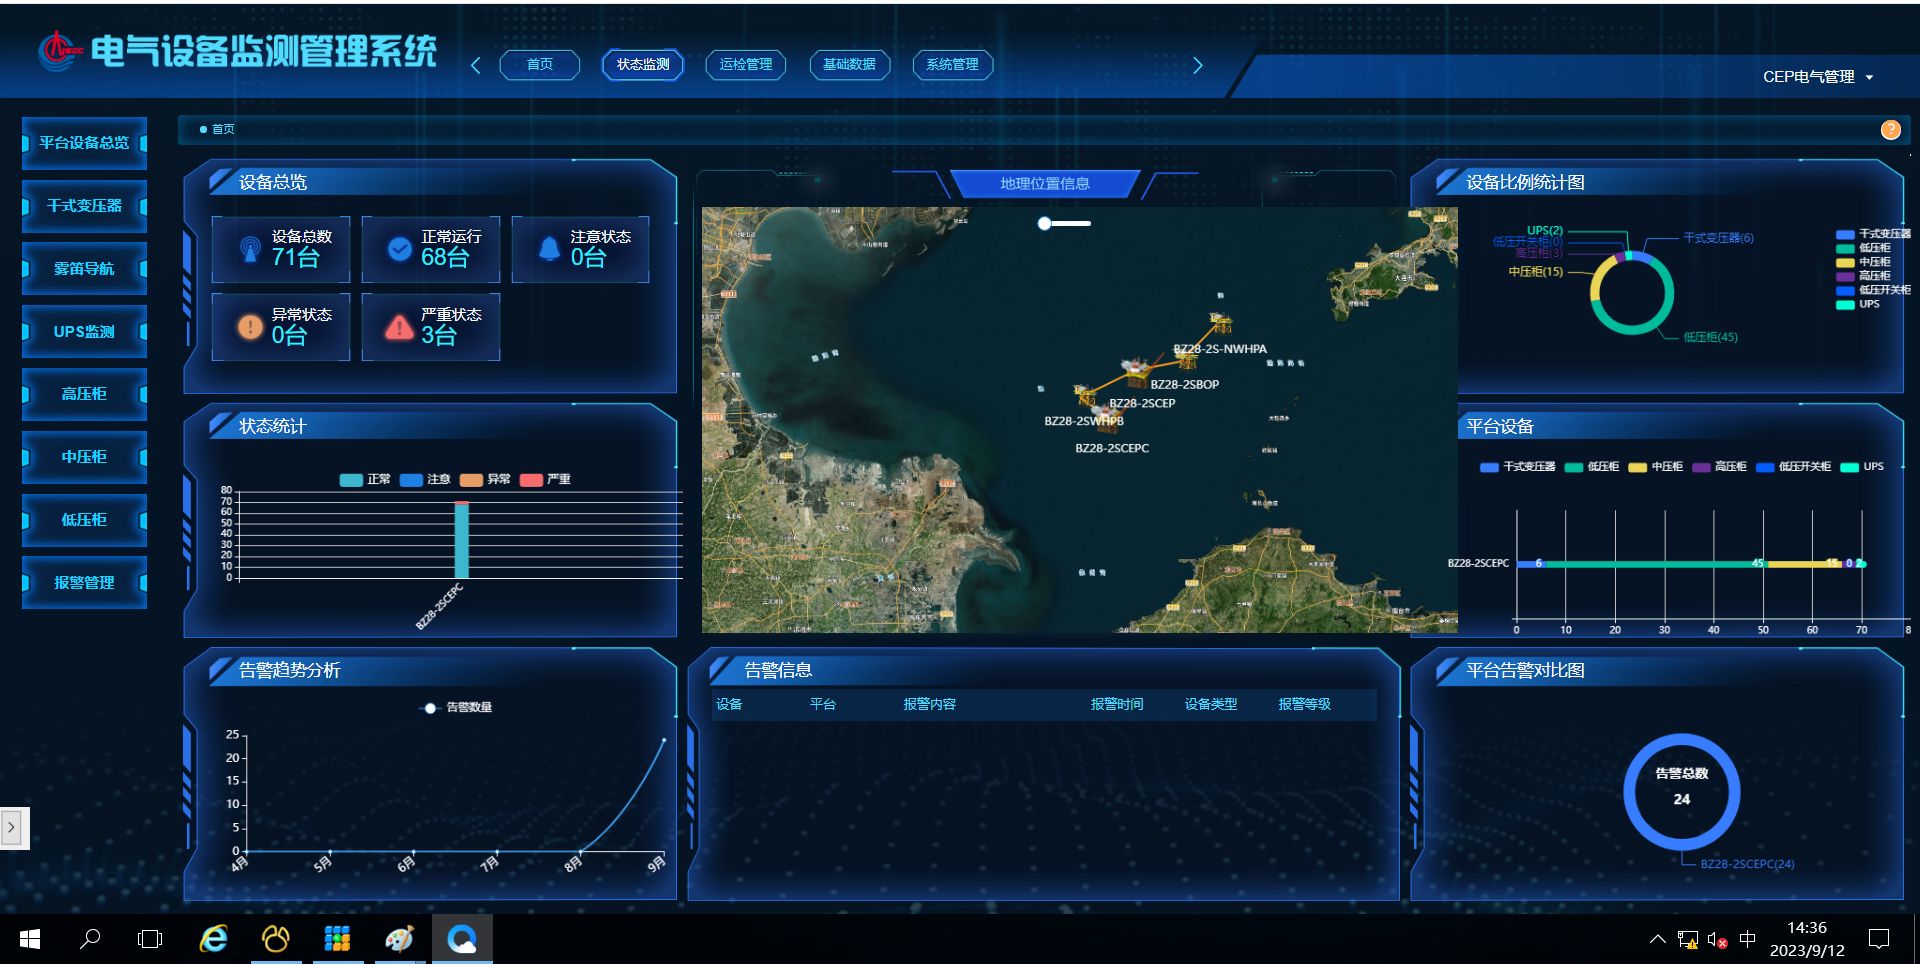 电气设备监测管理系统
首页
状态监测
运检管理
基础数据
系统管理
CEP电气管理
平台设备总览
干式变压器
雾笛导航
UPS监测
高压柜
中压柜
低压柜
报警管理
首页
设备总览
设备总数
71台
正常运行
68台
注意状态
0台
异常状态
0台
严重状态
3台
状态统计
正常 注意 异常 严重
80
70
60
50
40
30
20
10
0
BZ28-2SCEPC
告警趋势分析
告警数量
25
20
15
10
5
0
4月 5月 6月 7月 8月 9月
地理位置信息
BZ28-2S-NWHPA
BZ28-2SBOP
BZ28-2SCEP
BZ28-2SWHPB
BZ28-2SCEPC
告警信息
设备 平台 报警内容 报警时间 设备类型 报警等级
设备比例统计图
UPS(2)
低压开关柜(0)
高压柜(3)
中压柜(15)
干式变压器(6)
低压柜(45)
干式变压器
低压柜
中压柜
高压柜
低压开关柜
UPS
平台设备
干式变压器 低压柜 中压柜 高压柜 低压开关柜 UPS
BZ28-2SCEPC
6 45 15 0 2
0 10 20 30 40 50 60 70 8
平台告警对比图
告警总数
24
BZ28-2SCEPC(24)
中
14:36
2023/9/12